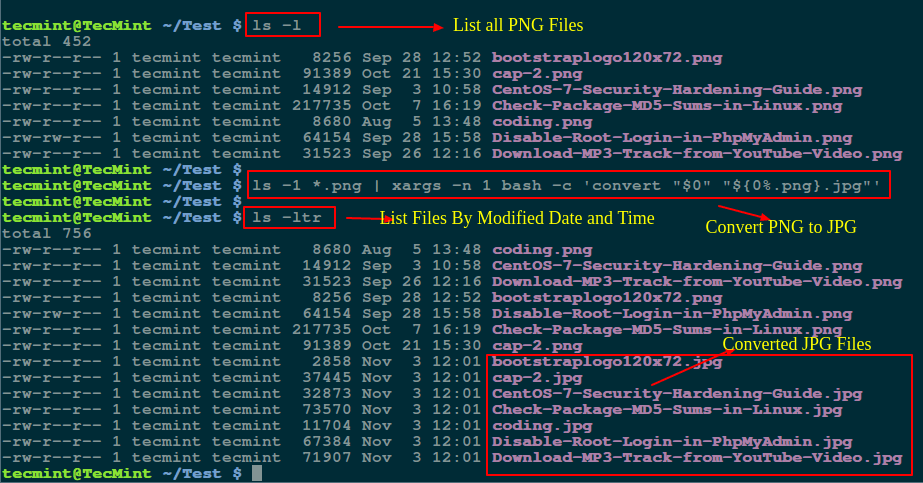 tecmint@TecMint ~/Test $ ls -l List all PNG Files
total 452
-rw-r--r-- 1 tecmint tecmint 8256 Sep 28 12:52 bootstraplogo120x72.png
-rw-r--r-- 1 tecmint tecmint 91389 Oct 21 15:30 cap-2.png
-rw-r--r-- 1 tecmint tecmint 14912 Sep 3 10:58 CentOS-7-Security-Hardening-Guide.png
-rw-r--r-- 1 tecmint tecmint 217735 Oct 7 16:19 Check-Package-MD5-Sums-in-Linux.png
-rw-r--r-- 1 tecmint tecmint 8680 Aug 5 13:48 coding.png
-rw-rw-r-- 1 tecmint tecmint 64154 Sep 28 15:58 Disable-Root-Login-in-PhpMyAdmin.png
-rw-r--r-- 1 tecmint tecmint 31523 Sep 26 12:16 Download-MP3-Track-from-YouTube-Video.png
tecmint@TecMint ~/Test $
tecmint@TecMint ~/Test $ ls -1 *.png | xargs -n 1 bash -c 'convert "$0" "${0%.png}.jpg"'
tecmint@TecMint ~/Test $
tecmint@TecMint ~/Test $ ls -ltr List Files By Modified Date and Time
Convert PNG to JPG
total 756
-rw-r--r-- 1 tecmint tecmint 8680 Aug 5 13:48 coding.png
-rw-r--r-- 1 tecmint tecmint 14912 Sep 3 10:58 CentOS-7-Security-Hardening-Guide.png
-rw-r--r-- 1 tecmint tecmint 31523 Sep 26 12:16 Download-MP3-Track-from-YouTube-Video.png
-rw-r--r-- 1 tecmint tecmint 8256 Sep 28 12:52 bootstraplogo120x72.png
-rw-rw-r-- 1 tecmint tecmint 64154 Sep 28 15:58 Disable-Root-Login-in-PhpMyAdmin.png
-rw-r--r-- 1 tecmint tecmint 217735 Oct 7 16:19 Check-Package-MD5-Sums-in-Linux.png
-rw-r--r-- 1 tecmint tecmint 91389 Oct 21 15:30 cap-2.png
Converted JPG Files
-rw-r--r-- 1 tecmint tecmint 2858 Nov 3 12:01 bootstraplogo120x72.jpg
-rw-r--r-- 1 tecmint tecmint 37445 Nov 3 12:01 cap-2.jpg
-rw-r--r-- 1 tecmint tecmint 32873 Nov 3 12:01 CentOS-7-Security-Hardening-Guide.jpg
-rw-r--r-- 1 tecmint tecmint 73570 Nov 3 12:01 Check-Package-MD5-Sums-in-Linux.jpg
-rw-r--r-- 1 tecmint tecmint 11704 Nov 3 12:01 coding.jpg
-rw-r--r-- 1 tecmint tecmint 67384 Nov 3 12:01 Disable-Root-Login-in-PhpMyAdmin.jpg
-rw-r--r-- 1 tecmint tecmint 71907 Nov 3 12:01 Download-MP3-Track-from-YouTube-Video.jpg
tecmint@TecMint ~/Test $